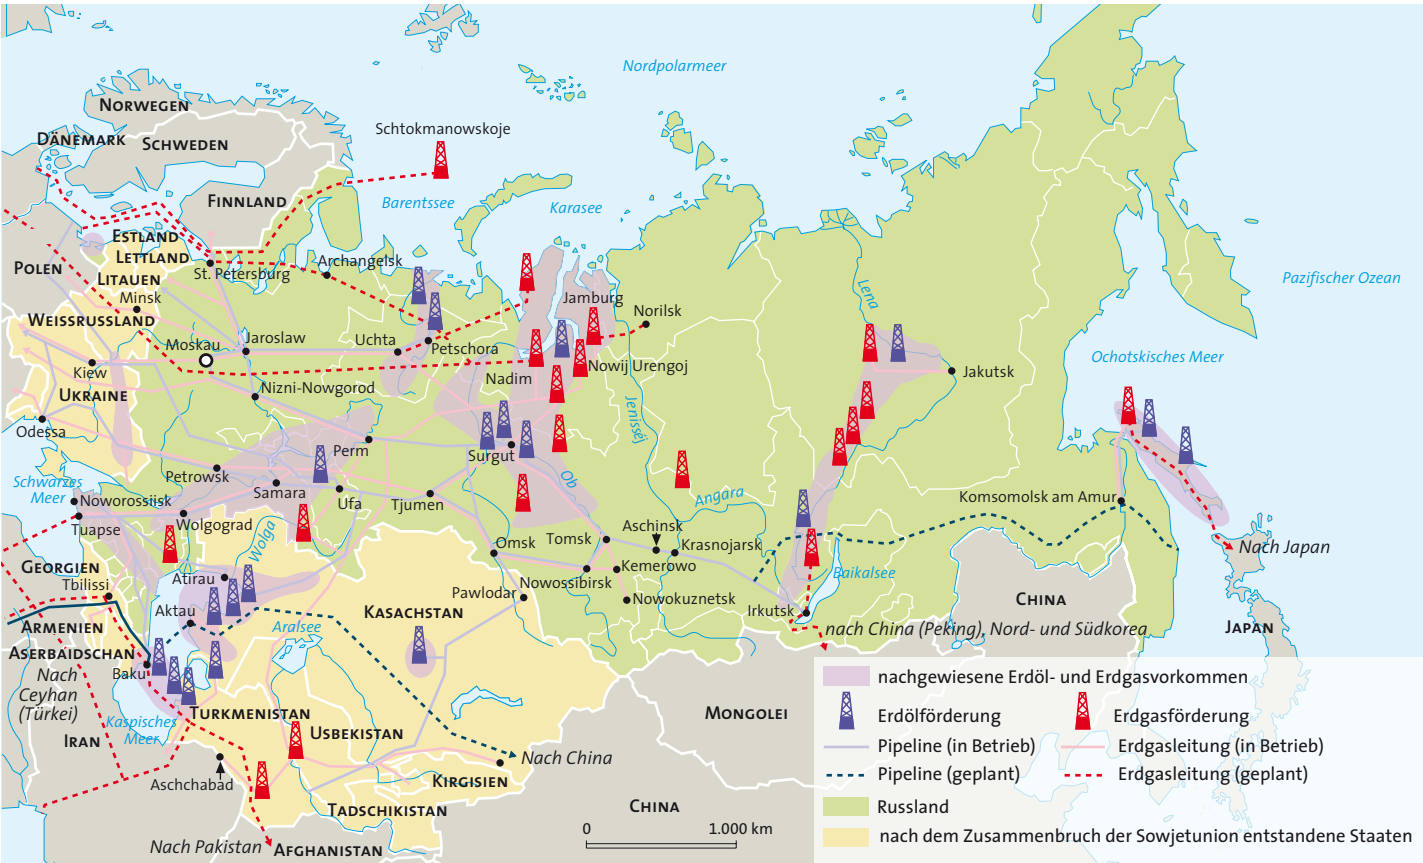 Nordpolarmeer
NORWEGEN
Schtokmanowskoje
DÄNEMARK
SCHWEDEN
FINNLAND
Barentssee
Karasee
ESTLAND
LETTLAND
Archangelsk
POLEN
St. Petersburg
LITAUEN
Pazifischer Ozean
Minsk
Jamburg
Lena
Norilsk
WEISSRUSSLAND
Moskau
Jaroslaw
Uchta
Petschora
Ochotskisches Meer
Kiew
Nowij Urengoj
Jakutsk
Nadim
UKRAINE
Nizni-Nowgorod
Jenissej
Odessa
Perm
Surgut
Petrowsk
Schwarzes
Meer
Samara
Ob
Angara
Noworossijsk
Ufa
Tjumen
Komsomolsk am Amur
Tuapse
Wolgograd
Wolga
Aschinsk
Omsk
Tomsk
Krasnojarsk
Nach Japan
GEORGIEN
Kemerowo
Baikalsee
Tbilissi
Atirau
Nowossibirsk
Pawlodar
Nowokuznetsk
CHINA
Aktau
KASACHSTAN
Irkutsk
ARMENIEN
Aralsee
nach China (Peking), Nord- und Südkorea
JAPAN
ASERBAIDSCHAN
Baku
Nach
Ceyhan
(Türkei)
TURKMENISTAN
MONGOLEI
Kaspisches
Meer
USBEKISTAN
IRAN
Nach China
Aschchabad
KIRGISIEN
TADSCHIKISTAN
CHINA
Nach Pakistan
AFGHANISTAN
0 1.000 km
nachgewiesene Erdöl- und Erdgasvorkommen
Erdölförderung
Erdgasförderung
Pipeline (in Betrieb)
Erdgasleitung (in Betrieb)
Pipeline (geplant)
Erdgasleitung (geplant)
Russland
nach dem Zusammenbruch der Sowjetunion entstandene Staaten